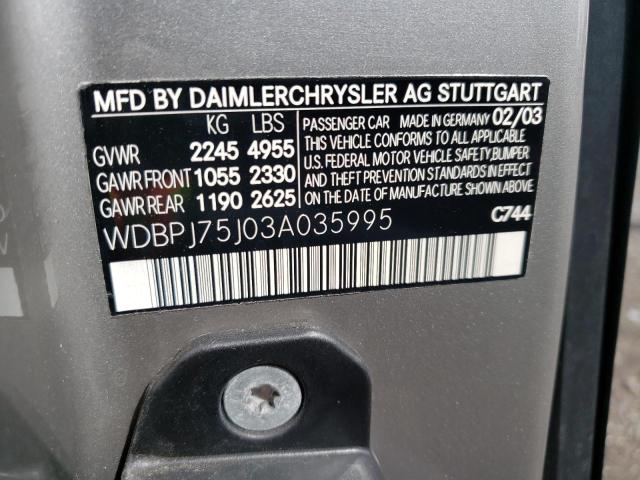 MFD BY DAIMLERCHRYSLER AG STUTTGART
KG LBS
GVWR 2245 4955
GAWR FRONT 1055 2330
GAWR REAR 1190 2625
PASSENGER CAR MADE IN GERMANY 02/03
THIS VEHICLE CONFORMS TO ALL APPLICABLE
U.S. FEDERAL MOTOR VEHICLE SAFETY,BUMPER
AND THEFT PREVENTION STANDARDS IN EFFECT
ON THE DATE OF MANUFACTURE SHOWN ABOVE
WDBPJ75J03A035995
C744